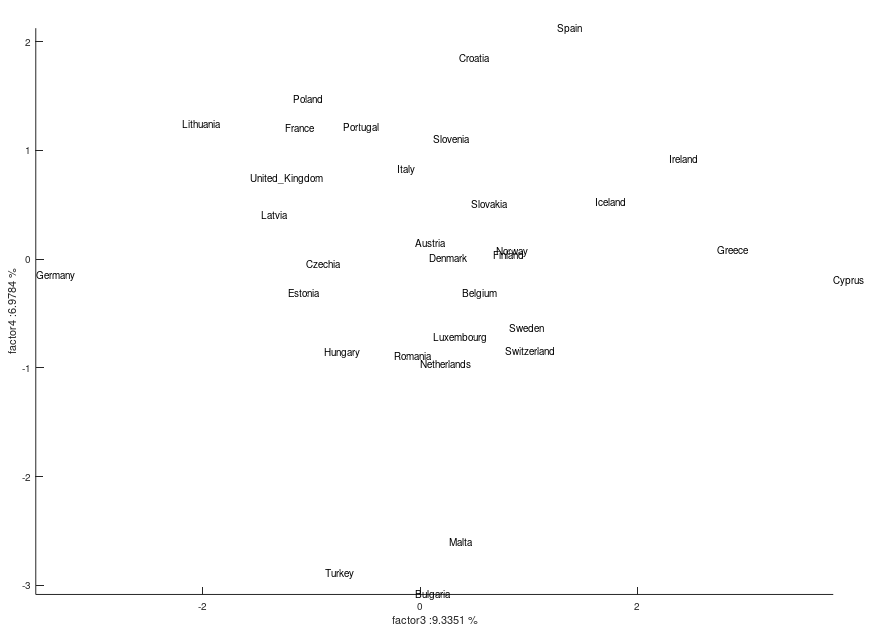 Spain
2
Croatia
Poland
Lithuania
France
Portugal
Slovenia
1
Ireland
Italy
United_Kingdom
Iceland
Slovakia
Latvia
Austria
Norway
Greece
Finland
0
Denmark
Czechia
Germany
Cyprus
Estonia
Belgium
factor4 :6.9784 %
Sweden
Luxembourg
Hungary
Switzerland
Romania
Netherlands
-1
-2
Malta
Turkey
-3
Bulgaria
-2 0 2
factor3 :9.3351 %